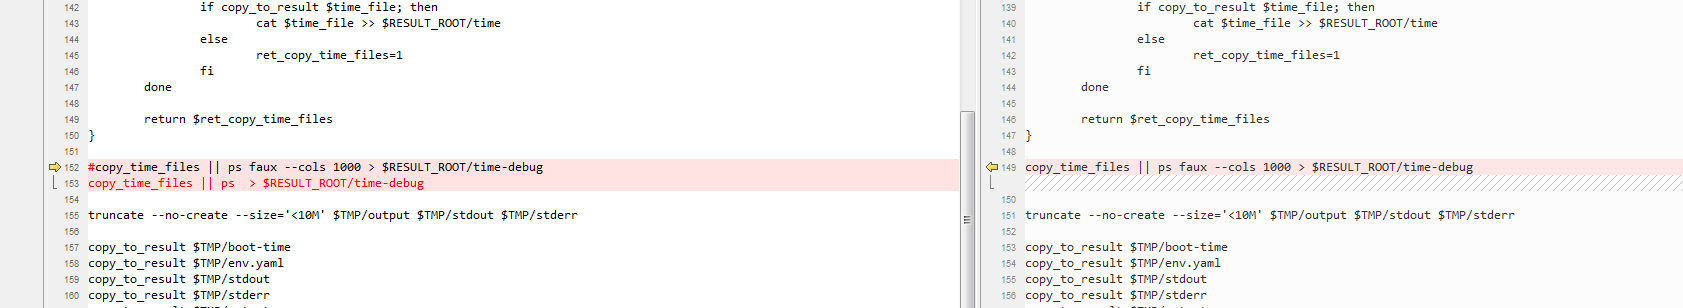 142 if copy_to_result $time_file; then
143 cat $time_file >> $RESULT_ROOT/time
144 else
145 ret_copy_time_files=1
146 fi
147 done
148
149 return $ret_copy_time_files
150 }
151
152 #copy_time_files || ps faux --cols 1000 > $RESULT_ROOT/time-debug
153 copy_time_files || ps > $RESULT_ROOT/time-debug
154
155 truncate --no-create --size='<10M' $TMP/output $TMP/stdout $TMP/stderr
156
157 copy_to_result $TMP/boot-time
158 copy_to_result $TMP/env.yaml
159 copy_to_result $TMP/stdout
160 copy_to_result $TMP/stderr
139 if copy_to_result $time_file; then
140 cat $time_file >> $RESULT_ROOT/time
141 else
142 ret_copy_time_files=1
143 fi
144 done
145
146 return $ret_copy_time_files
147 }
148
149 copy_time_files || ps faux --cols 1000 > $RESULT_ROOT/time-debug
150
151 truncate --no-create --size='<10M' $TMP/output $TMP/stdout $TMP/stderr
152
153 copy_to_result $TMP/boot-time
154 copy_to_result $TMP/env.yaml
155 copy_to_result $TMP/stdout
156 copy_to_result $TMP/stderr